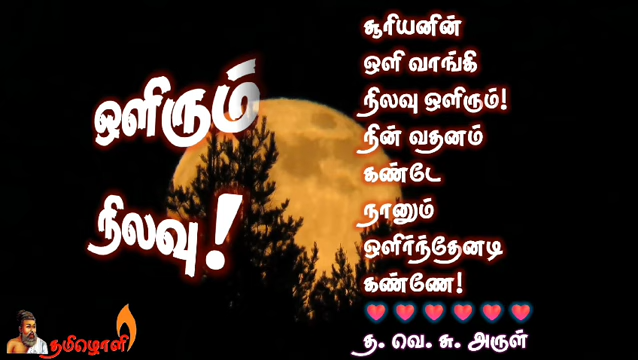 ஒளிரும்
நிலவு!
சூரியனின்
ஒளி வாங்கி
நிலவு ஒளிரும்!
நின் வதனம்
கண்டே
நானும்
ஒளிர்ந்தேனடி
கண்ணே!
த. வெ. சு. அருள்
தமிழொளி